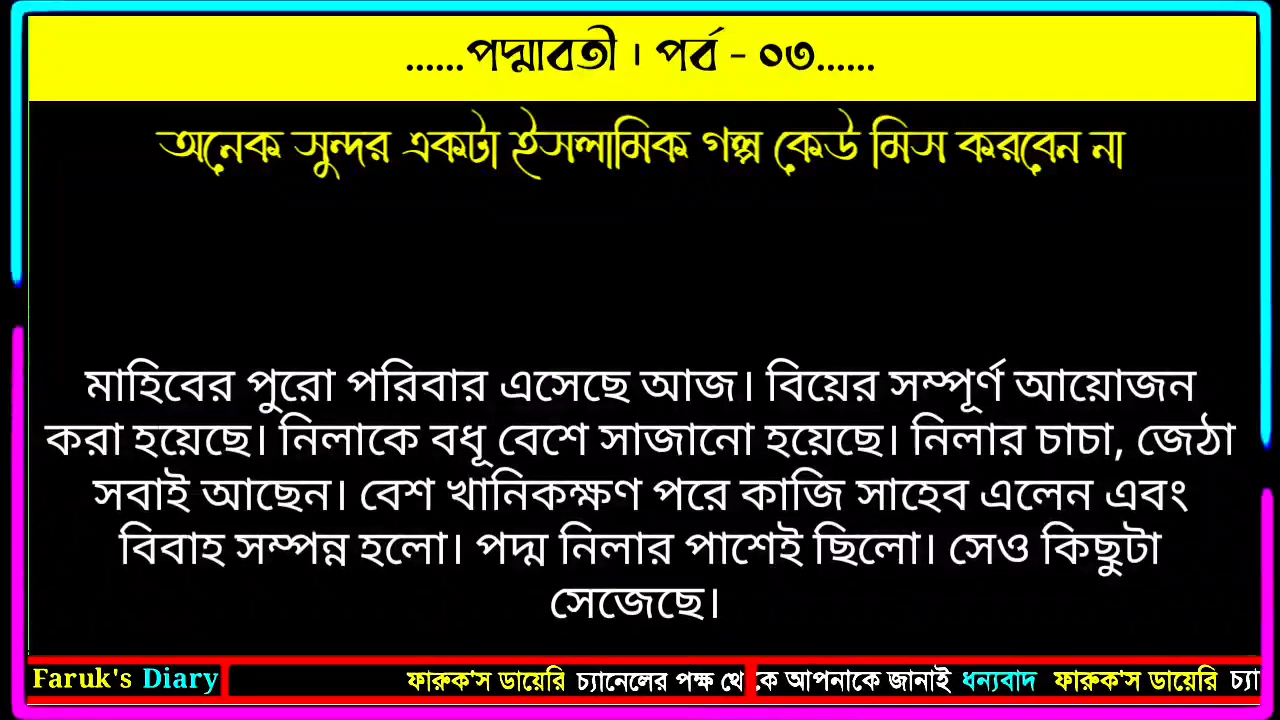 ......পদ্মাবতী । পর্ব - ০৩......
অনেক সুন্দর একটা ইসলামিক গল্প কেউ মিস করবেন না
মাহিবের পুরো পরিবার এসেছে আজ। বিয়ের সম্পূর্ণ আয়োজন
করা হয়েছে। নিলাকে বধূ বেশে সাজানো হয়েছে। নিলার চাচা, জেঠা
সবাই আছেন। বেশ খানিকক্ষণ পরে কাজি সাহেব এলেন এবং
বিবাহ সম্পন্ন হলো। পদ্ম নিলার পাশেই ছিলো। সেও কিছুটা
সেজেছে।
Faruk's Diary ফারুক'স ডায়েরি চ্যানেলের পক্ষ থেকে আপনাকে জানাই ধন্যবাদ ফারুক'স ডায়েরি চ্যা